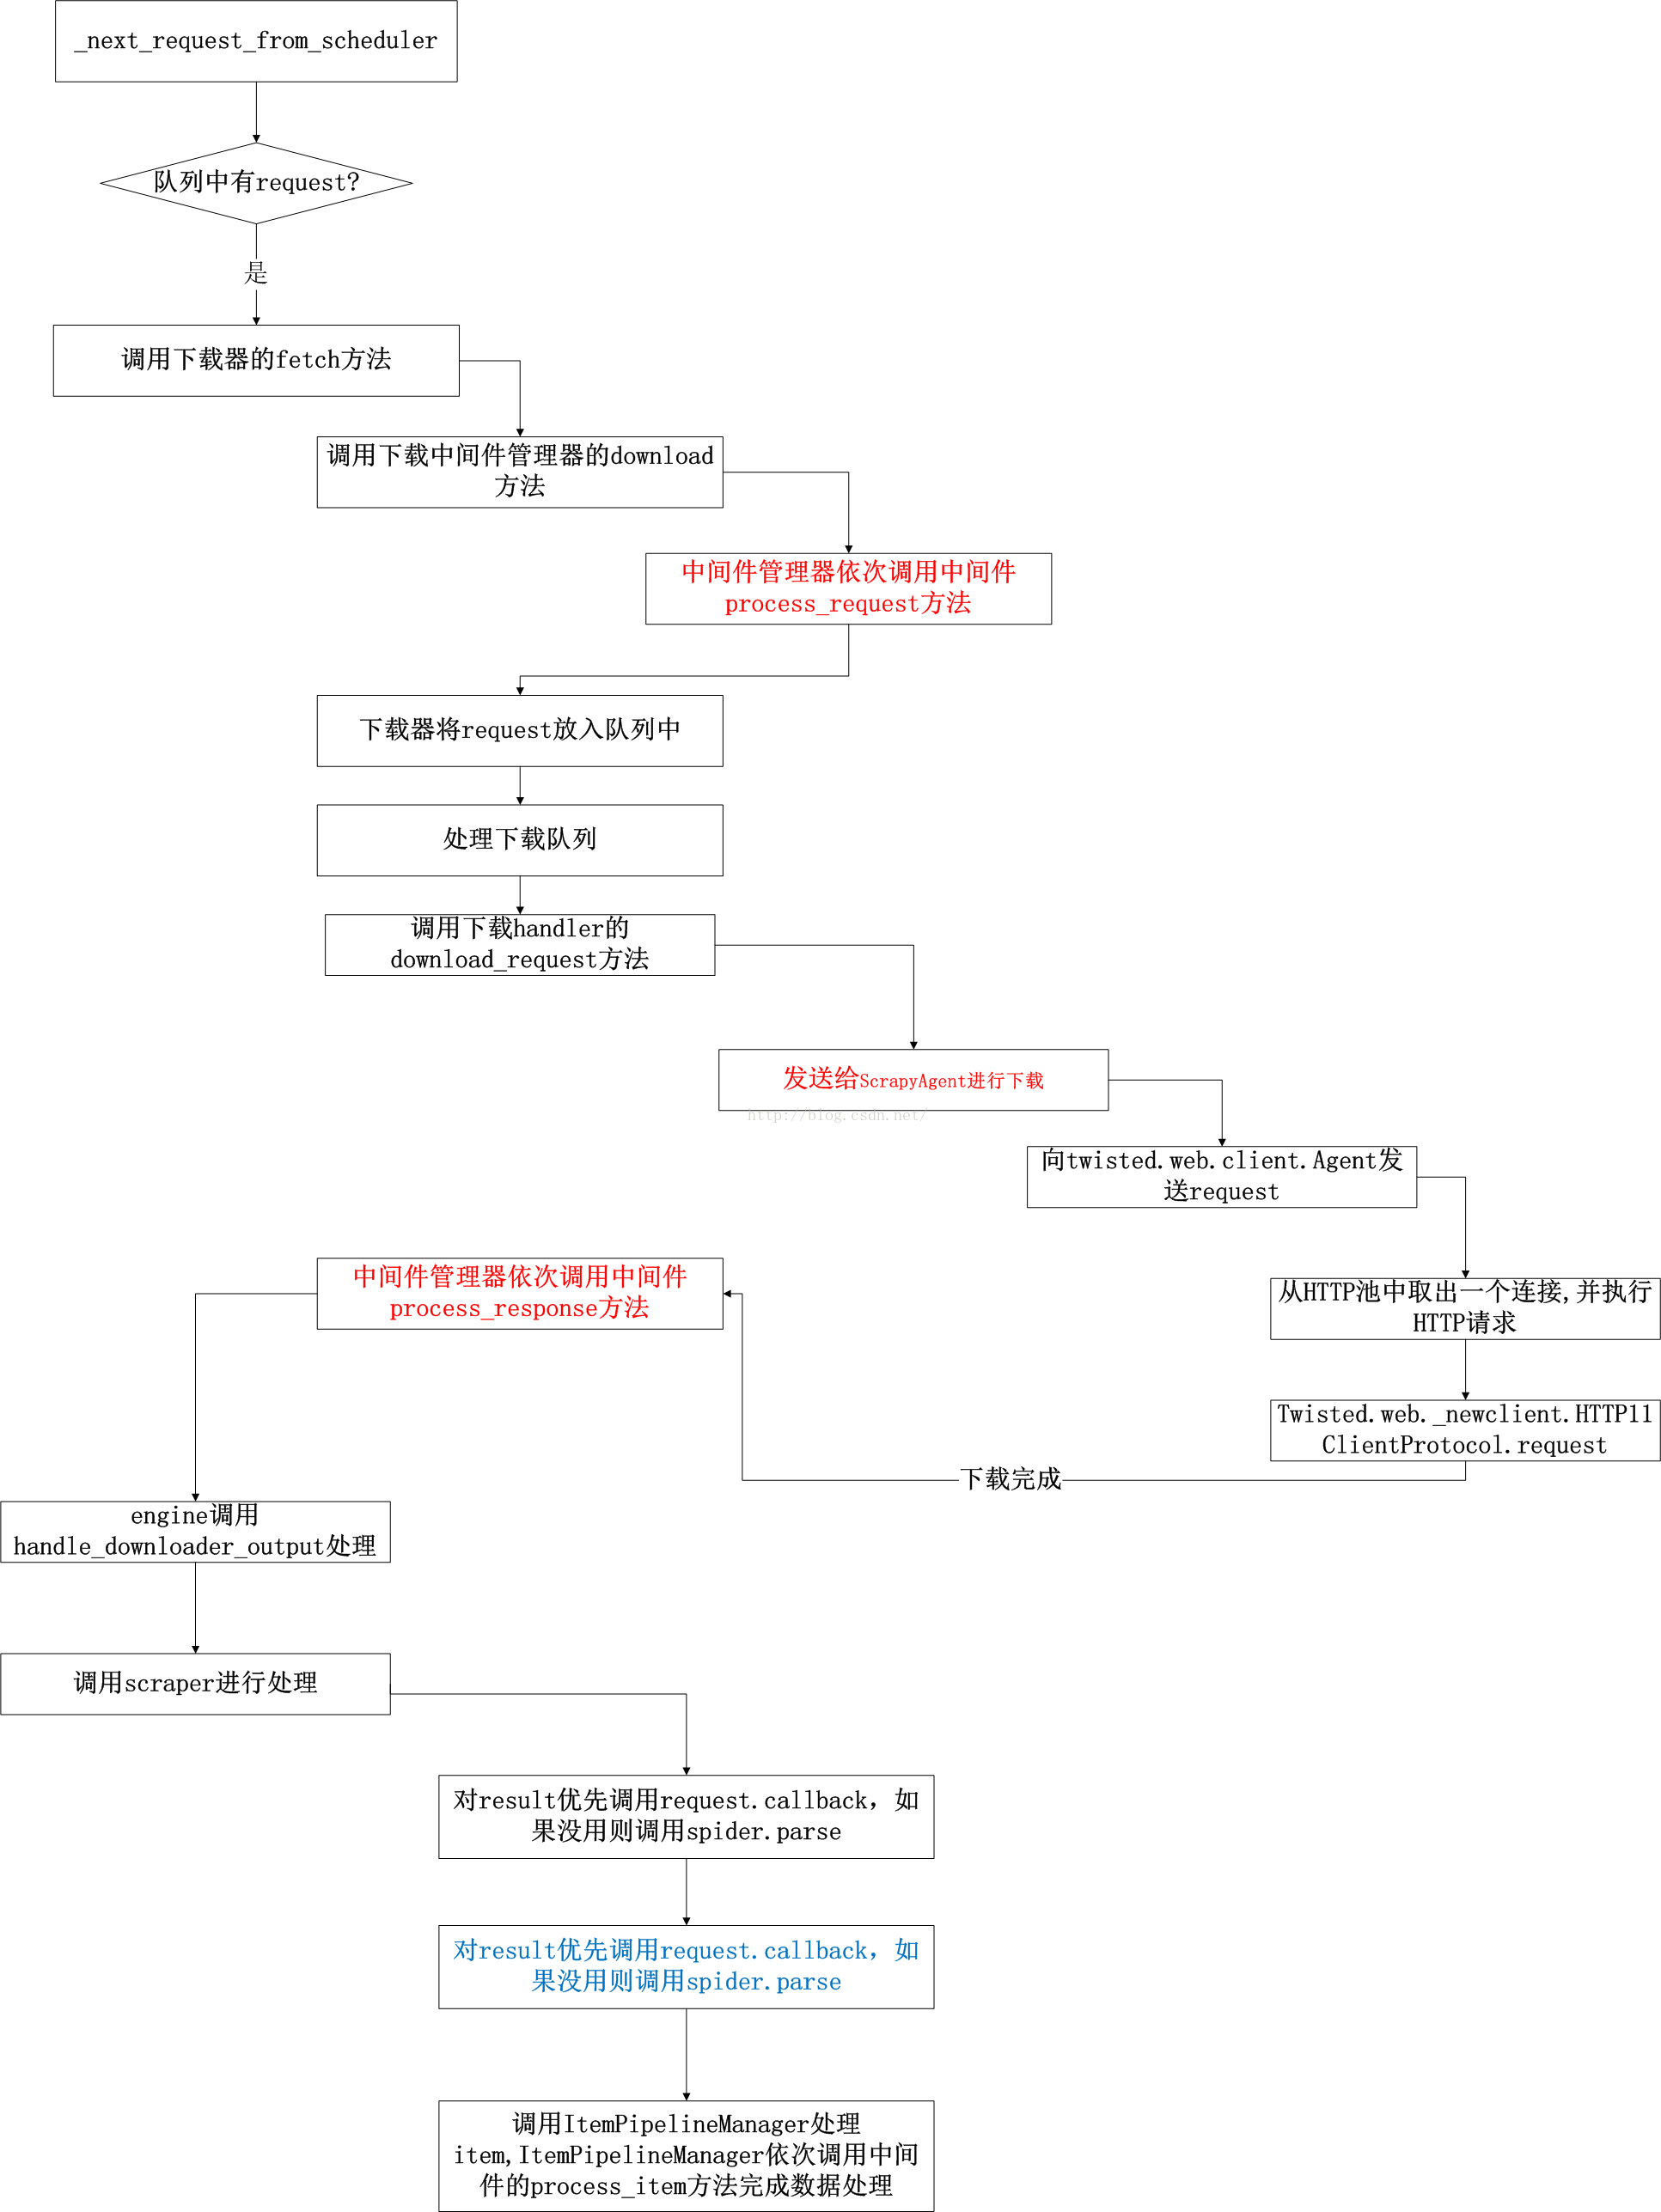 _next_request_from_scheduler
队列中有request?
是
调用下载器的fetch方法
调用下载中间件管理器的download
方法
中间件管理器依次调用中间件
process_request方法
下载器将request放入队列中
处理下载队列
调用下载handler的
download_request方法
发送给ScrapyAgent进行下载
http://blog.csdn.net/
向twisted.web.client.Agent发
送request
中间件管理器依次调用中间件
process_response方法
从HTTP池中取出一个连接,并执行
HTTP请求
Twisted.web._newclient.HTTP11
ClientProtocol.request
下载完成
engine调用
handle_downloader_output处理
调用scraper进行处理
对result优先调用request.callback，如
果没用则调用spider.parse
对result优先调用request.callback，如
果没用则调用spider.parse
调用ItemPipelineManager处理
item,ItemPipelineManager依次调用中间
件的process_item方法完成数据处理